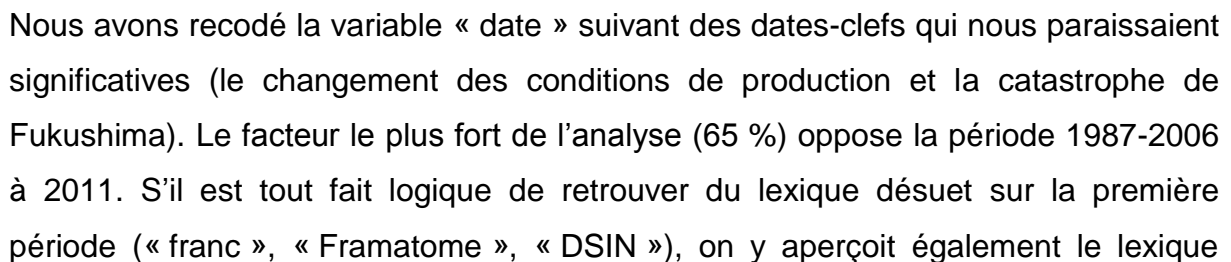 Nous avons recodé la variable « date » suivant des dates-clefs qui nous paraissaient
significatives (le changement des conditions de production et la catastrophe de
Fukushima). Le facteur le plus fort de l’analyse (65 %) oppose la période 1987-2006
à 2011. S’il est tout fait logique de retrouver du lexique désuet sur la première
période (« franc », « Framatome », « DSIN »), on y aperçoit également le lexique